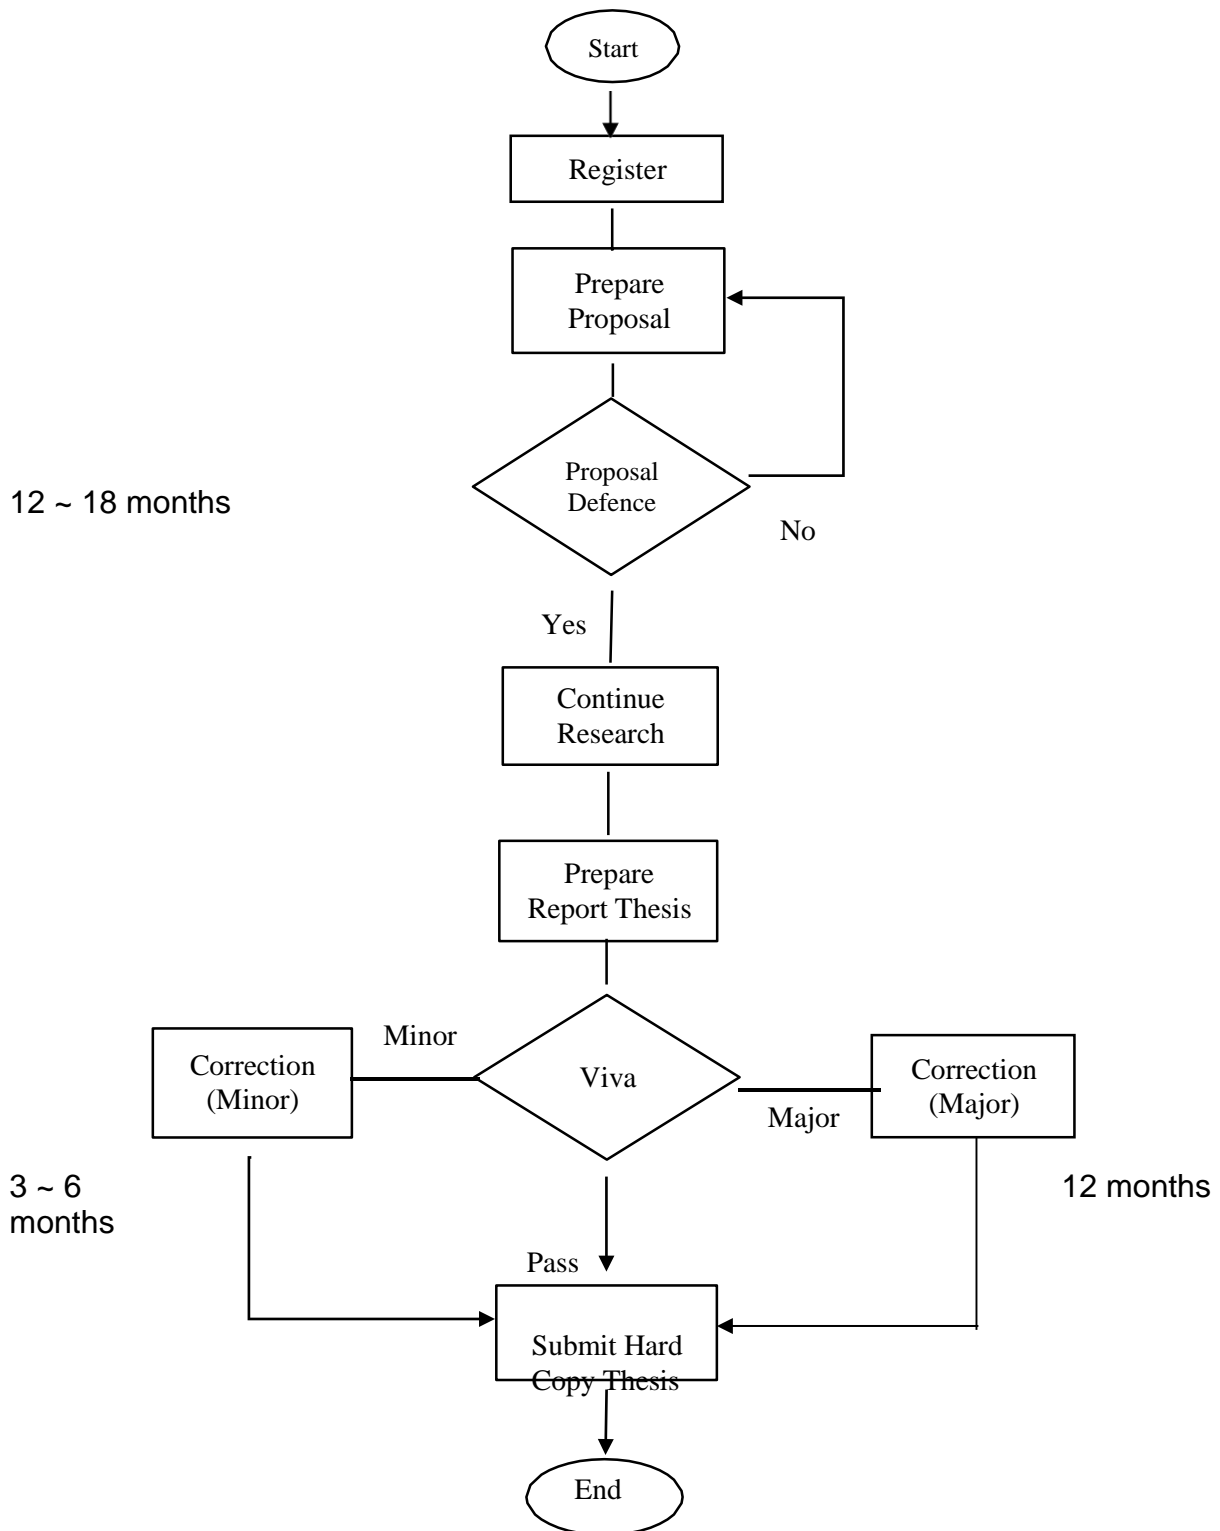 Start
Register
Prepare
Proposal
Proposal
Defence
12 ~ 18 months
No
Yes
Continue
Research
Prepare
Report Thesis
Minor
Correction
(Minor)
Viva
Correction
(Major)
Major
3 ~ 6
months
12 months
Pass
Submit Hard
Copy Thesis
End